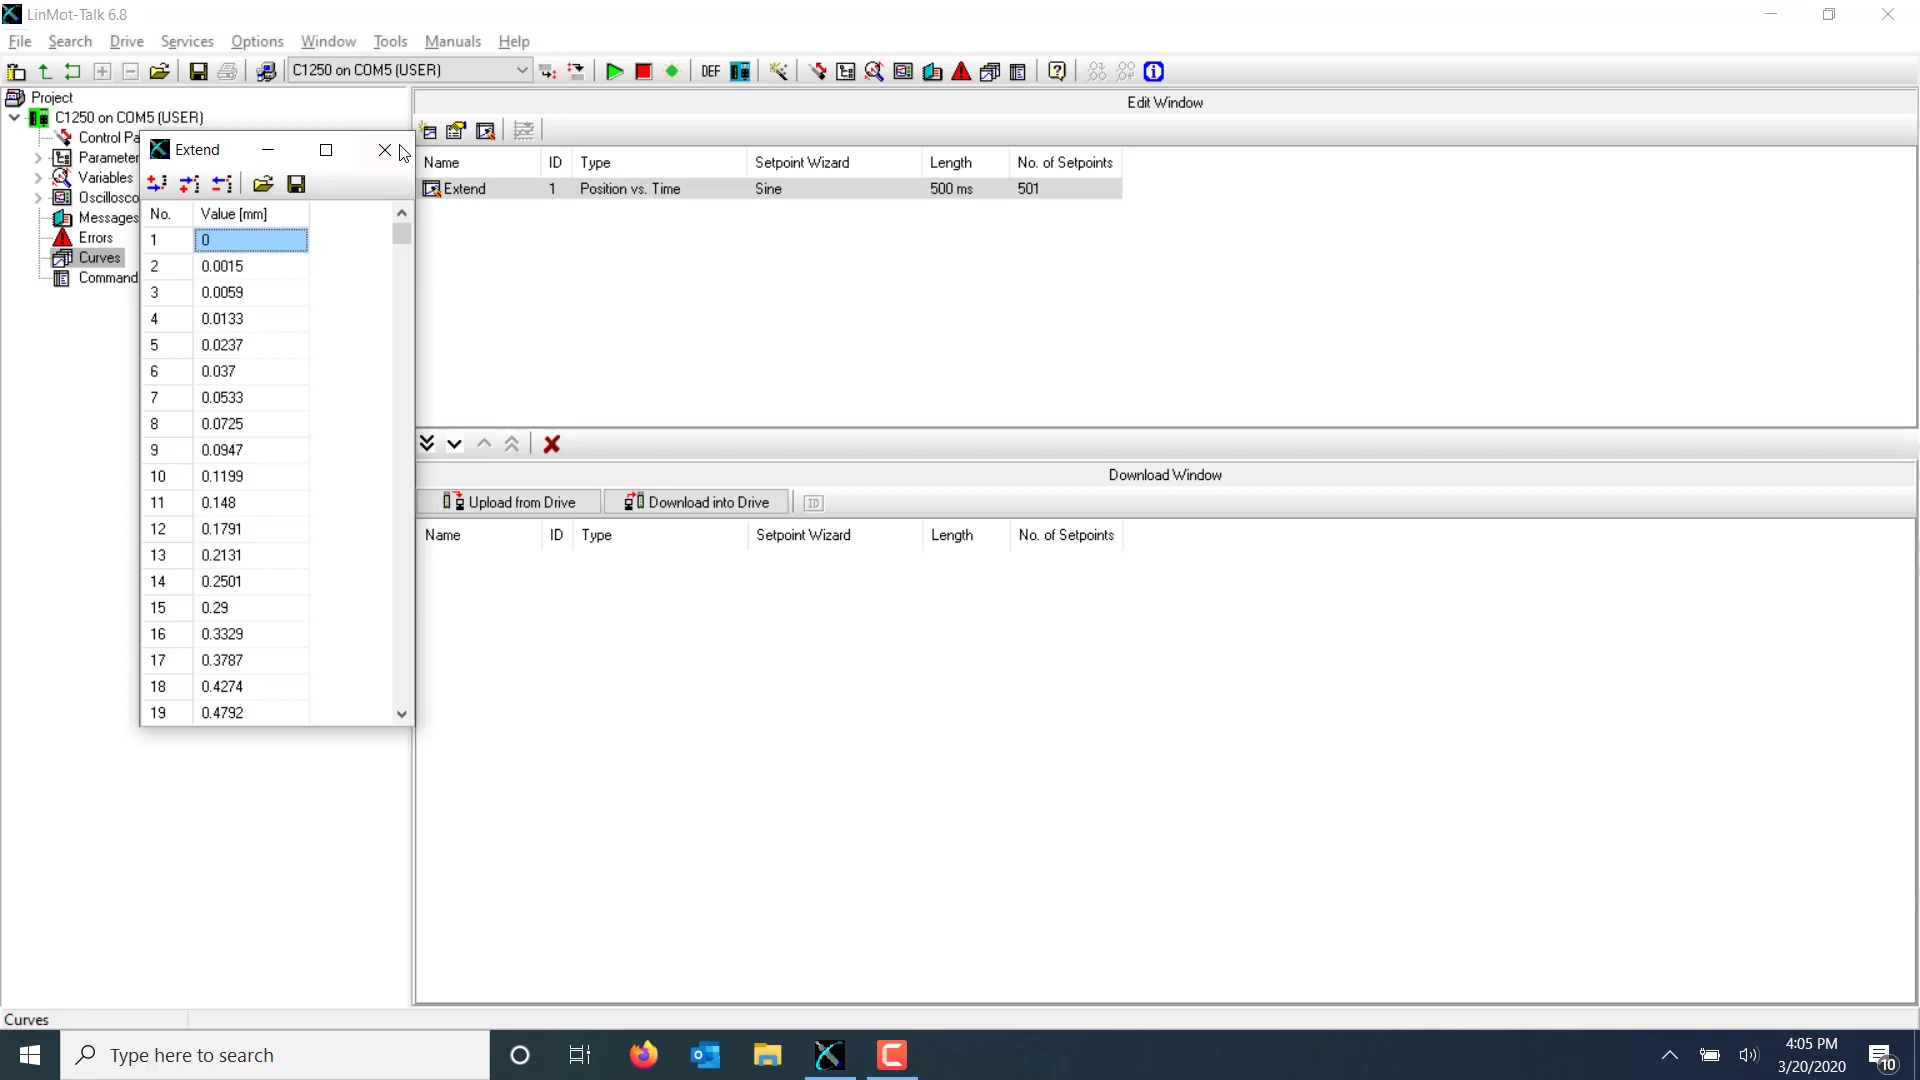 LinMot-Talk 6.8
File Search Drive Services Options Window Tools Manuals Help
C1250 on COM5 (USER)
DEF
Project
C1250 on COM5 (USER)
Control Pa
Parameter
Variables
Oscillosco
Messages
Errors
Curves
Command
Extend
No. Value [mm]
1 0
2 0.0015
3 0.0059
4 0.0133
5 0.0237
6 0.037
7 0.0533
8 0.0725
9 0.0947
10 0.1199
11 0.148
12 0.1791
13 0.2131
14 0.2501
15 0.29
16 0.3329
17 0.3787
18 0.4274
19 0.4792
Edit Window
Name ID Type Setpoint Wizard Length No. of Setpoints
Extend 1 Position vs. Time Sine 500 ms 501
Download Window
Upload from Drive Download into Drive ID
Name ID Type Setpoint Wizard Length No. of Setpoints
Curves
Type here to search
4:05 PM
3/20/2020
10